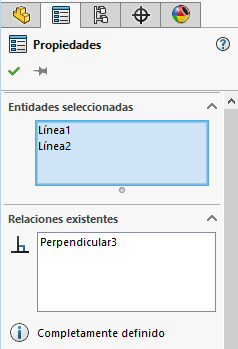 Propiedades
Entidades seleccionadas
Línea1
Línea2
Relaciones existentes
Perpendicular3
Completamente definido